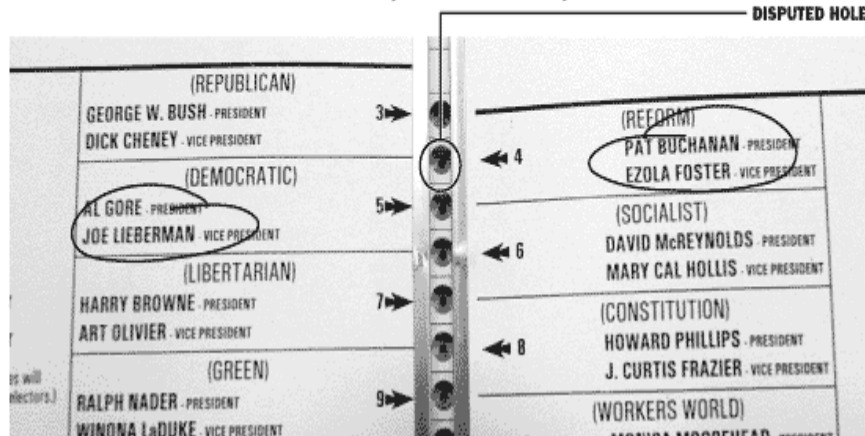 DISPUTED HOLE
(REPUBLICAN)
GEORGE W. BUSH - PRESIDENT
DICK CHENEY - VICE PRESIDENT
3
(DEMOCRATIC)
AL GORE - PRESIDENT
JOE LIEBERMAN - VICE PRESIDENT
5
(LIBERTARIAN)
HARRY BROWNE - PRESIDENT
ART OLIVIER - VICE PRESIDENT
7
(GREEN)
RALPH NADER - PRESIDENT
WINONA LaDUKE - VICE PRESIDENT
9
es will
electors.)
(REFORM)
PAT BUCHANAN - PRESIDENT
EZOLA FOSTER - VICE PRESIDENT
4
(SOCIALIST)
DAVID McREYNOLDS - PRESIDENT
MARY CAL HOLLIS - VICE PRESIDENT
6
(CONSTITUTION)
HOWARD PHILLIPS - PRESIDENT
J. CURTIS FRAZIER - VICE PRESIDENT
8
(WORKERS WORLD)
MONICA MOOREHEAD - PRESIDENT